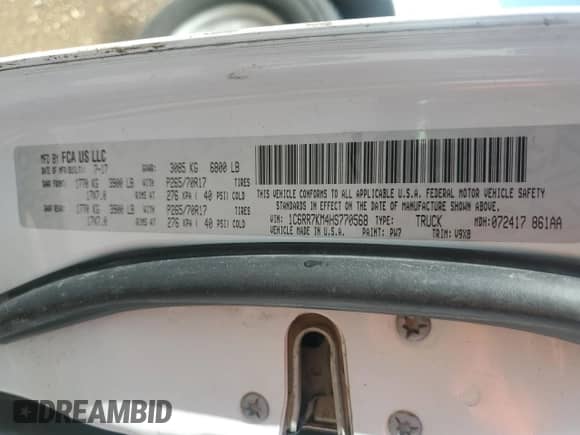 MFD BY FCA US LLC
DATE OF MFR: 7-17 GVWR: 3085 KG 6800 LB
GAWR FRONT: 1770 KG 3900 LB WITH P265/70R17 TIRES
17X7.0 RIMS AT 276 KPA ( 40 PSI) COLD
GAWR REAR: 1770 KG 3900 LB WITH P265/70R17 TIRES
17X7.0 RIMS AT 276 KPA ( 40 PSI) COLD
THIS VEHICLE CONFORMS TO ALL APPLICABLE U.S.A. FEDERAL MOTOR VEHICLE SAFETY
STANDARDS IN EFFECT ON THE DATE OF MANUFACTURE SHOWN ABOVE.
VIN: 1C6RR7KM4HS770568 TYPE: TRUCK MDH: 072417 861AA
VEHICLE MADE IN U.S.A. PAINT: PW7 TRIM: V9X8
DREAMBID